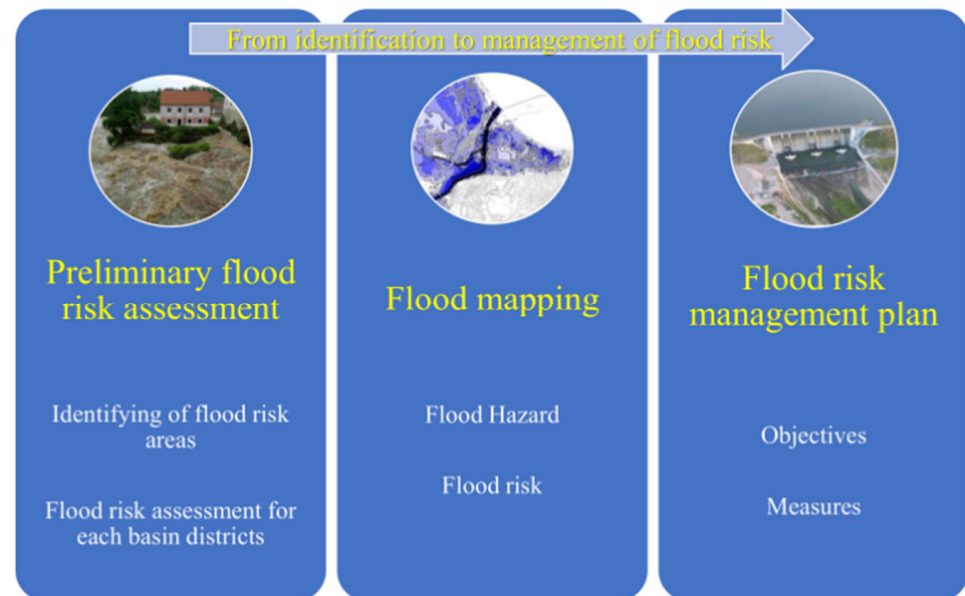 From identification to management of flood risk
Preliminary flood
risk assessment
Identifying of flood risk
areas
Flood risk assessment for
each basin districts
Flood mapping
Flood Hazard
Flood risk
Flood risk
management plan
Objectives
Measures